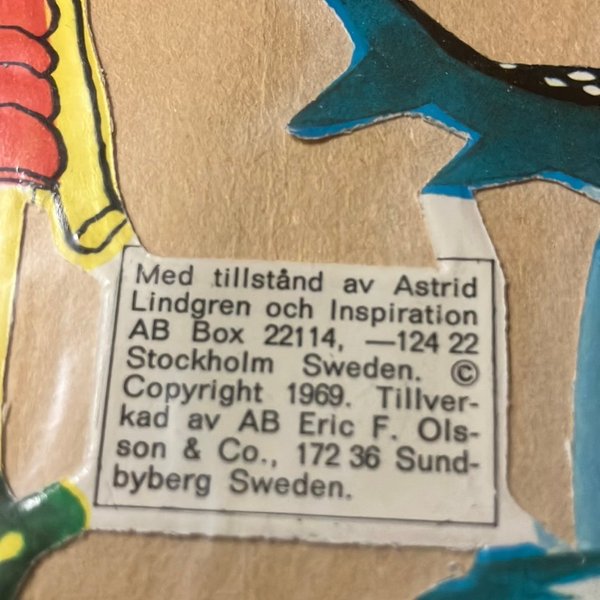 Med tillstånd av Astrid
Lindgren och Inspiration
AB Box 22114, —124 22
Stockholm Sweden. ©
Copyright 1969. Tillver-
kad av AB Eric F. Ols-
son & Co., 172 36 Sund-
byberg Sweden.